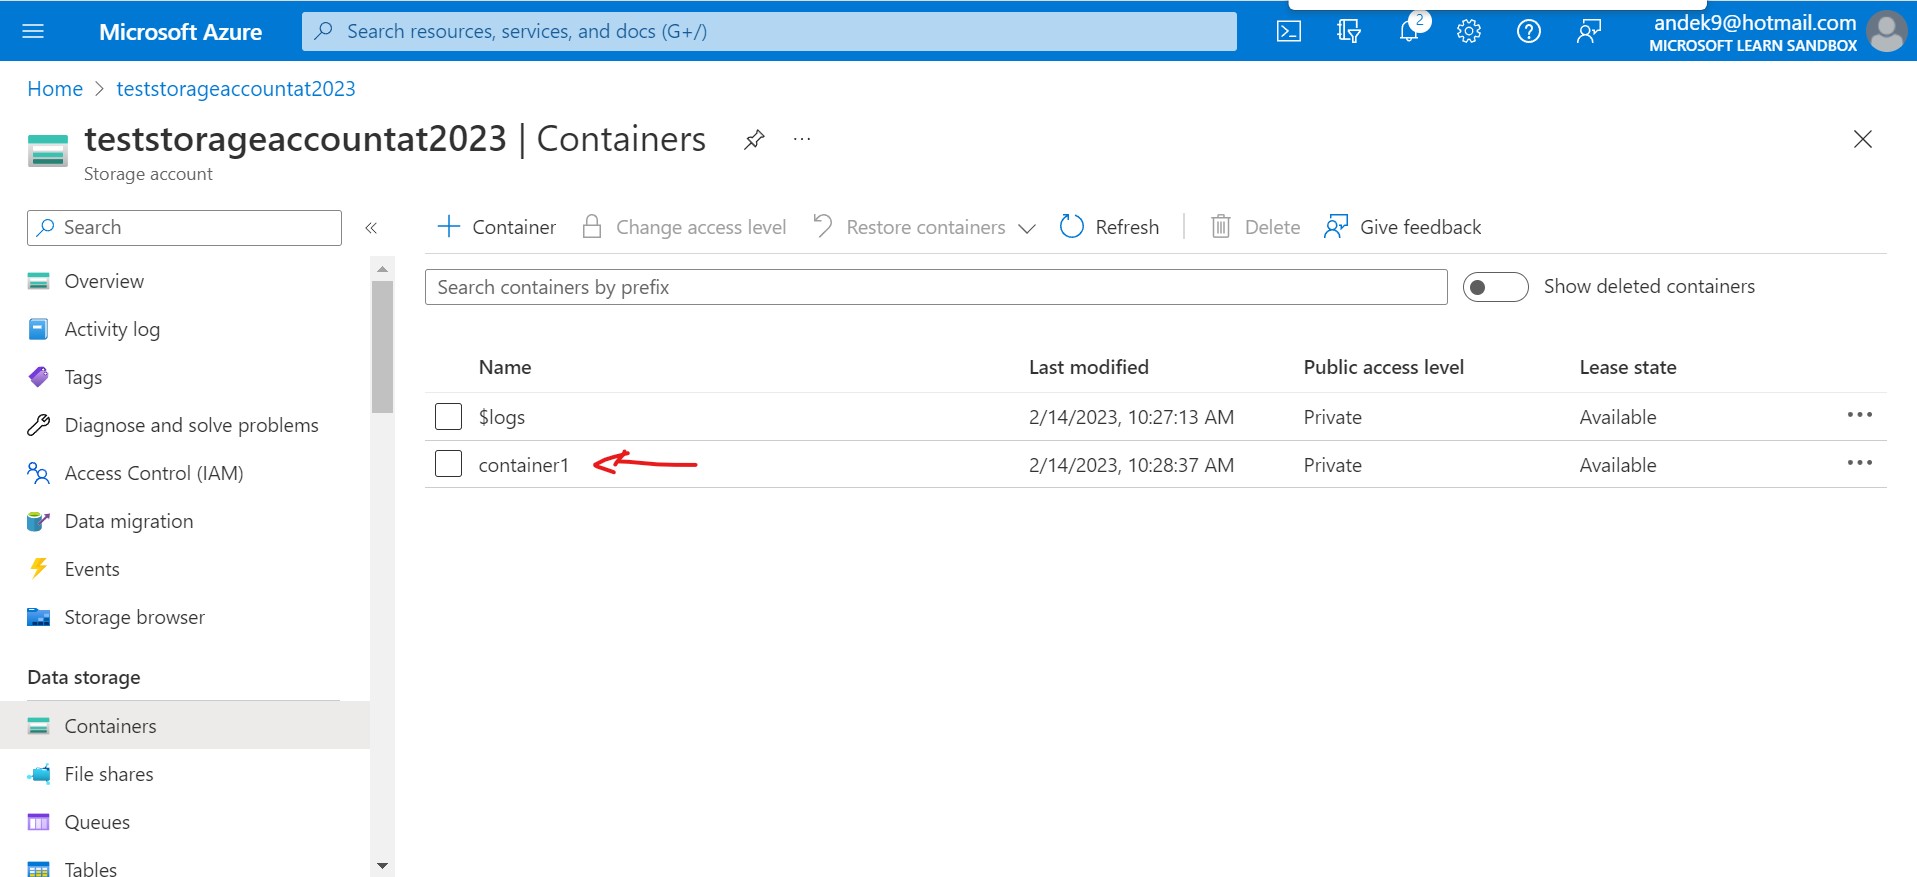 Microsoft Azure
Search resources, services, and docs (G+/)
2
andek9@hotmail.com
MICROSOFT LEARN SANDBOX
Home > teststorageaccountat2023
teststorageaccountat2023 | Containers
Storage account
Search
Container
Change access level
Restore containers
Refresh
Delete
Give feedback
Search containers by prefix
Show deleted containers
Name Last modified Public access level Lease state
$logs 2/14/2023, 10:27:13 AM Private Available
container1 2/14/2023, 10:28:37 AM Private Available
Overview
Activity log
Tags
Diagnose and solve problems
Access Control (IAM)
Data migration
Events
Storage browser
Data storage
Containers
File shares
Queues
Tables